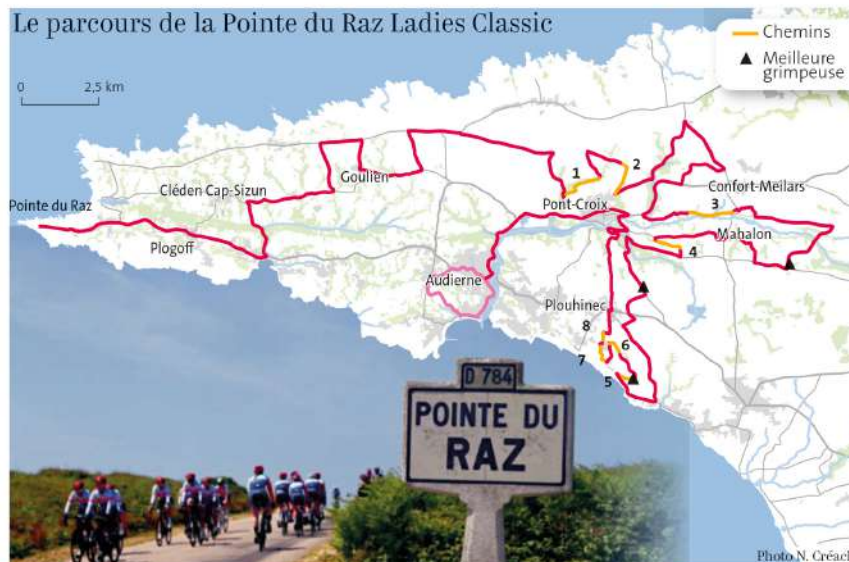 Le parcours de la Pointe du Raz Ladies Classic
Chemins
Meilleure
grimpeuse
0 2,5 km
1
2
Goulien
Cléden-Cap-Sizun
Confort-Meilars
3
Pointe du Raz
Pont-Croix
Plogoff
Mahalon
4
Audierne
Plouhinec
8
6
7
5
D 784
POINTE DU
RAZ
Photo N. Créach